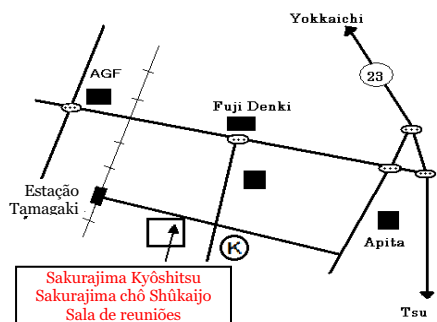 Yokkaichi
23
AGF
Fuji Denki
Estação
Tamagaki
K
Apita
Sakurajima Kyôshitsu
Sakurajima chô Shûkaijo
Sala de reuniões
Tsu